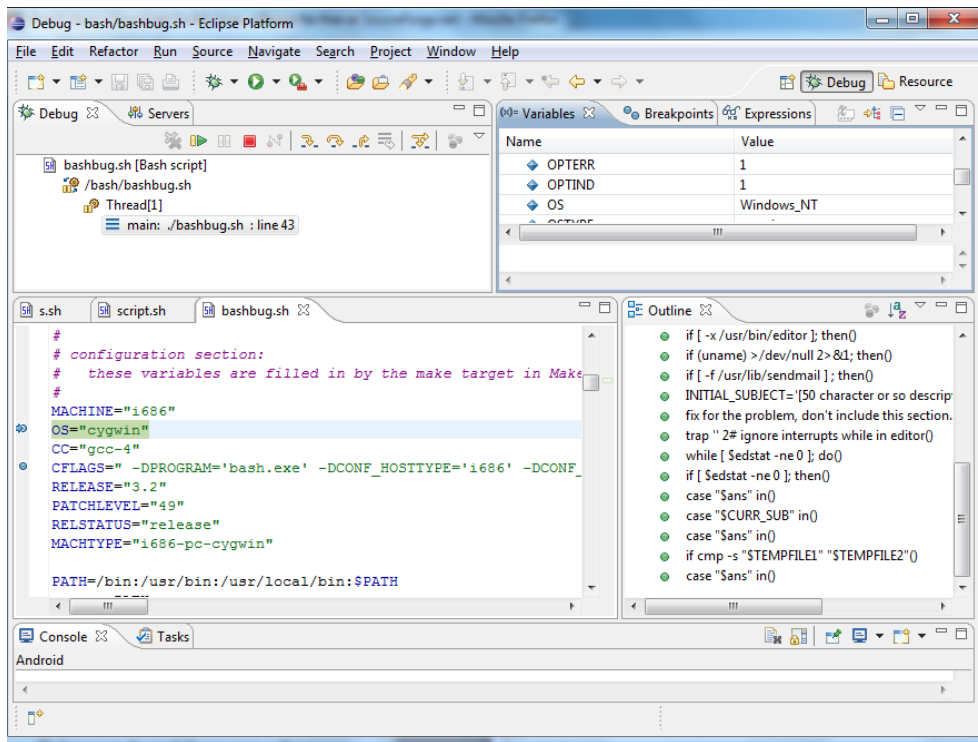 Debug - bash/bashbug.sh - Eclipse Platform
File Edit Refactor Run Source Navigate Search Project Window Help
Debug Resource
Debug Servers
(x)= Variables Breakpoints Expressions
Name Value
OPTERR 1
OPTIND 1
OS Windows_NT
bashbug.sh [Bash script]
/bash/bashbug.sh
Thread[1]
main: ./bashbug.sh : line 43
s.sh script.sh bashbug.sh
#
# configuration section:
# these variables are filled in by the make target in Make
#
MACHINE="i686"
OS="cygwin"
CC="gcc-4"
CFLAGS=" -DPROGRAM='bash.exe' -DCONF_HOSTTYPE='i686' -DCONF_
RELEASE="3.2"
PATCHLEVEL="49"
RELSTATUS="release"
MACHTYPE="i686-pc-cygwin"
PATH=/bin:/usr/bin:/usr/local/bin:$PATH
Outline
if [ -x /usr/bin/editor ]; then()
if (uname) >/dev/null 2>&1; then()
if [ -f /usr/lib/sendmail ] ; then()
INITIAL_SUBJECT='[50 character or so descrip
fix for the problem, don't include this section.
trap '' 2# ignore interrupts while in editor()
while [ $edstat -ne 0 ]; do()
if [ $edstat -ne 0 ]; then()
case "$ans" in()
case "$CURR_SUB" in()
case "$ans" in()
if cmp -s "$TEMPFILE1" "$TEMPFILE2"()
case "$ans" in()
Console Tasks
Android